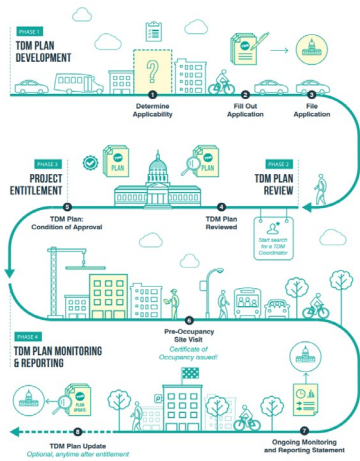 PHASE 1
TDM PLAN
DEVELOPMENT
?
1
2
3
Determine
Applicability
Fill Out
Application
File
Application
PHASE 3
PROJECT
ENTITLEMENT
PLAN
PLAN
PHASE 2
TDM PLAN
REVIEW
5
4
TDM Plan:
Condition of Approval
TDM Plan
Reviewed
Start search
for a TDM
Coordinator
6
Pre-Occupancy
Site Visit
Certificate of
Occupancy issued!
PHASE 4
TDM PLAN MONITORING
& REPORTING
PLAN
UPDATE
8
7
TDM Plan Update
Optional, anytime after entitlement
Ongoing Monitoring
and Reporting Statement